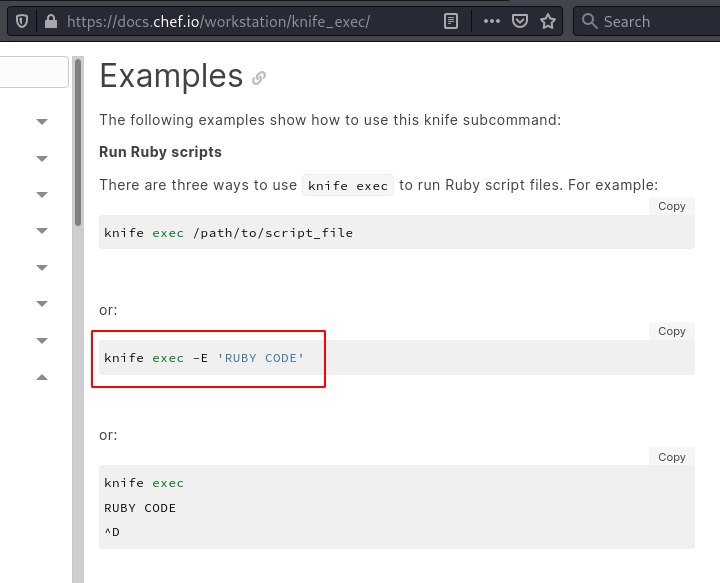 https://docs.chef.io/workstation/knife_exec/
Search
Examples
The following examples show how to use this knife subcommand:
Run Ruby scripts
There are three ways to use knife exec to run Ruby script files. For example:
Copy
knife exec /path/to/script_file
or:
Copy
knife exec -E 'RUBY CODE'
or:
Copy
knife exec
RUBY CODE
^D